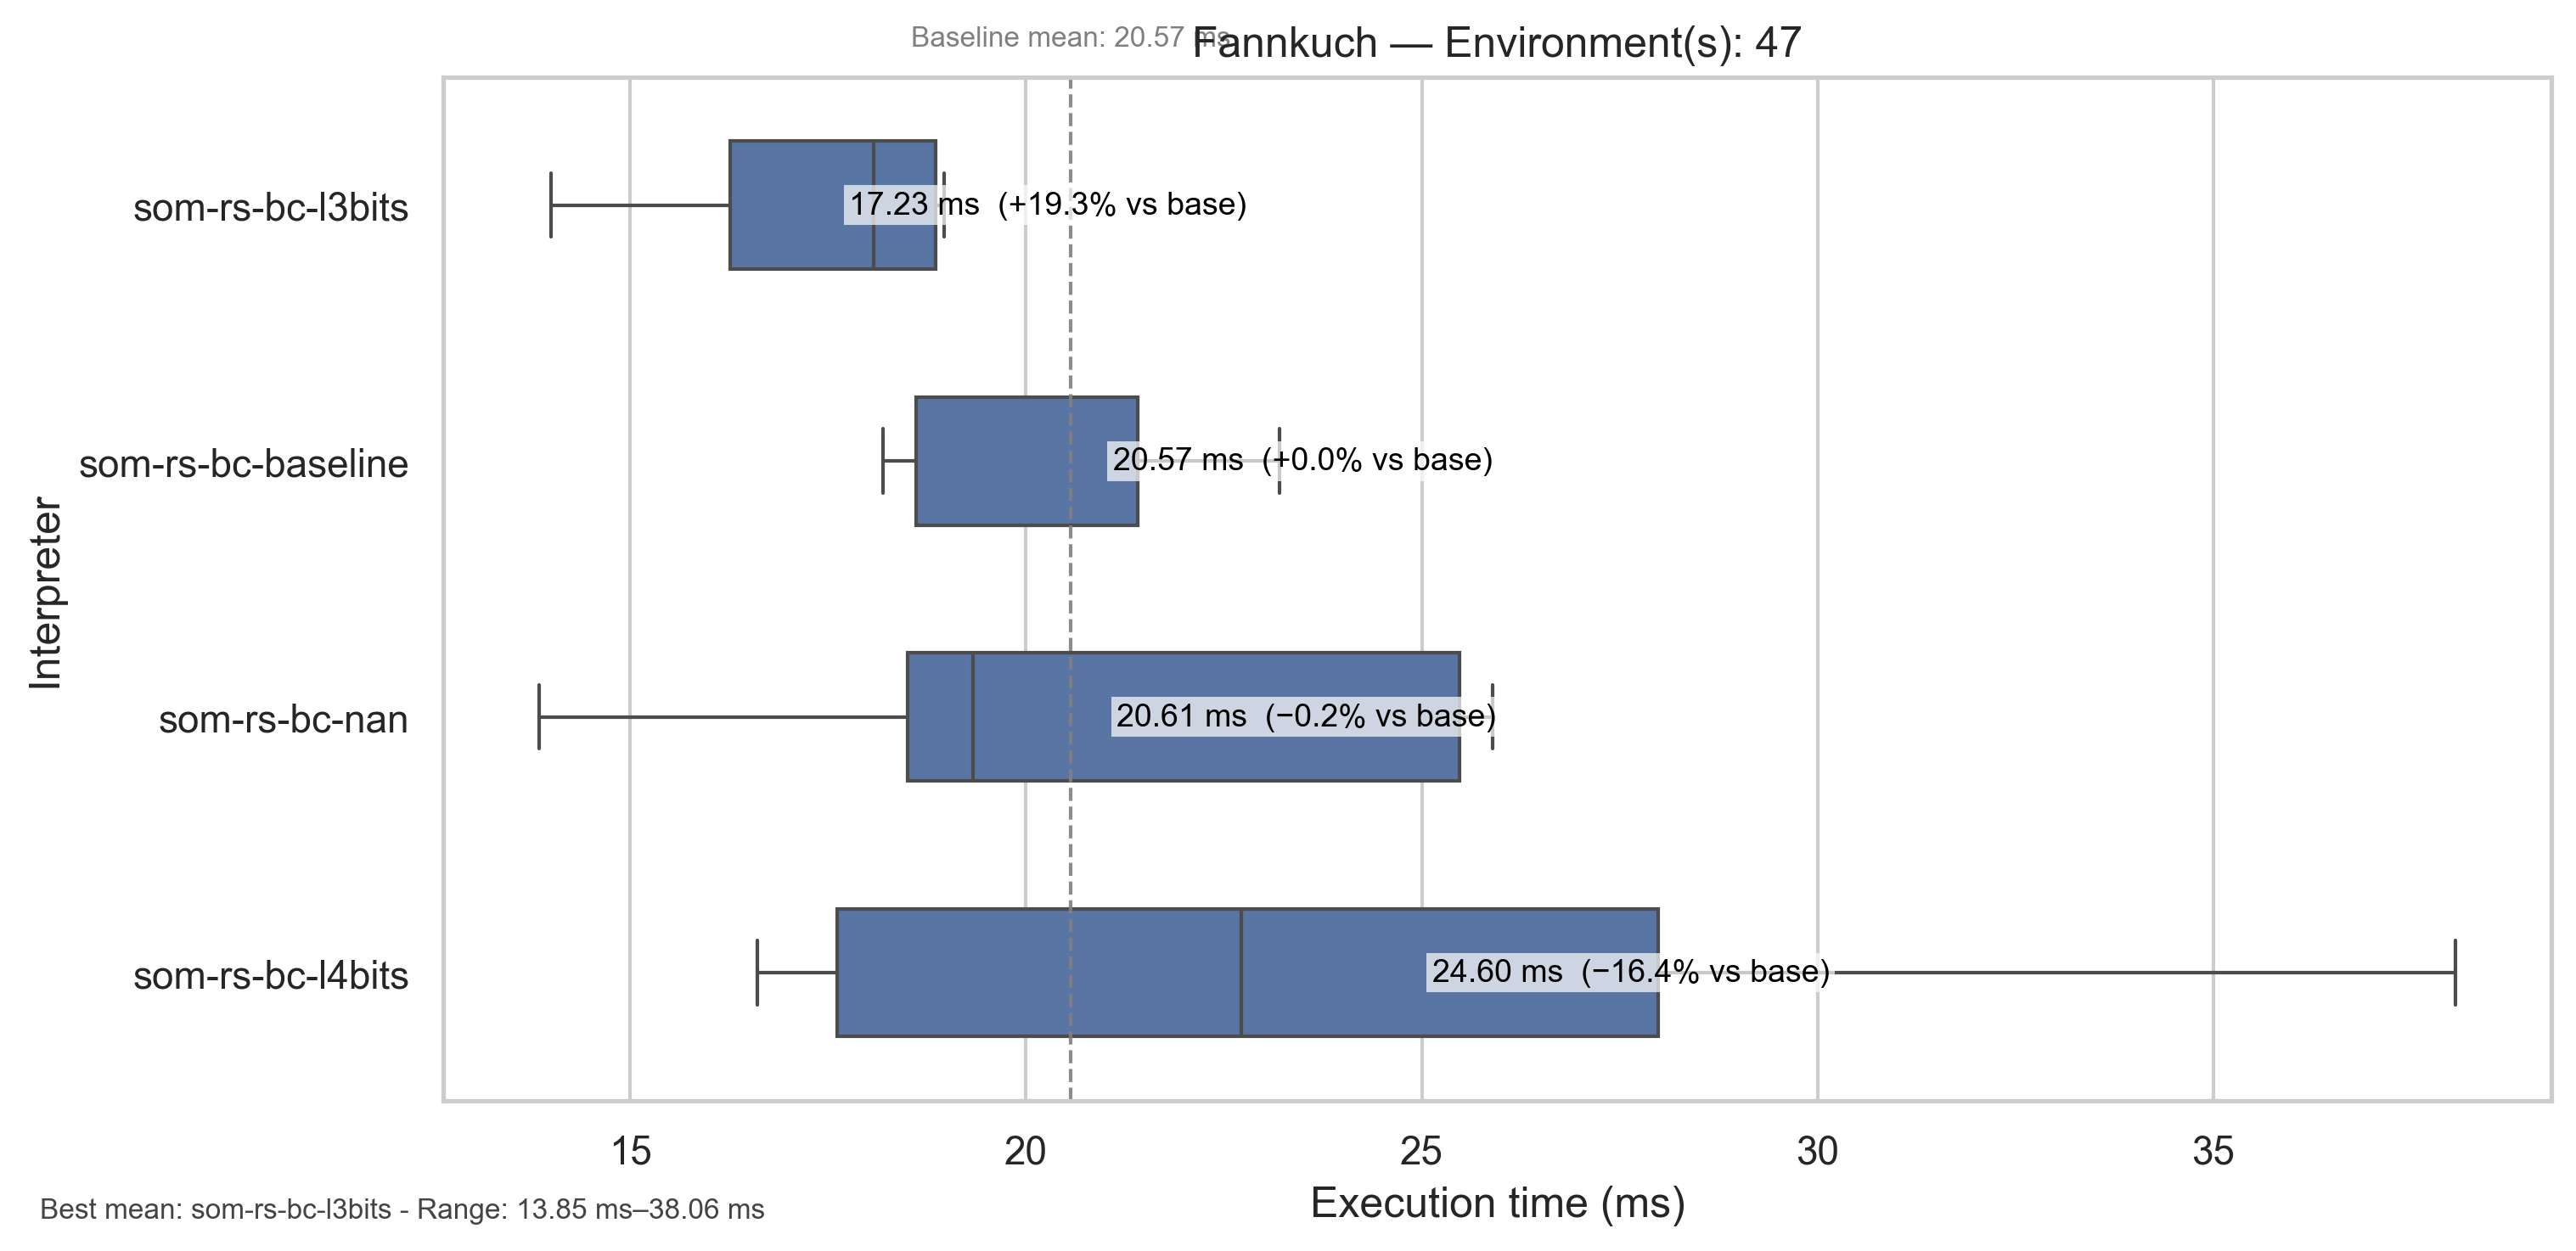 Baseline mean: 20.57 ms
Fannkuch — Environment(s): 47
Interpreter
som-rs-bc-l3bits
17.23 ms (+19.3% vs base)
som-rs-bc-baseline
20.57 ms (+0.0% vs base)
som-rs-bc-nan
20.61 ms (−0.2% vs base)
som-rs-bc-l4bits
24.60 ms (−16.4% vs base)
15 20 25 30 35
Execution time (ms)
Best mean: som-rs-bc-l3bits - Range: 13.85 ms–38.06 ms